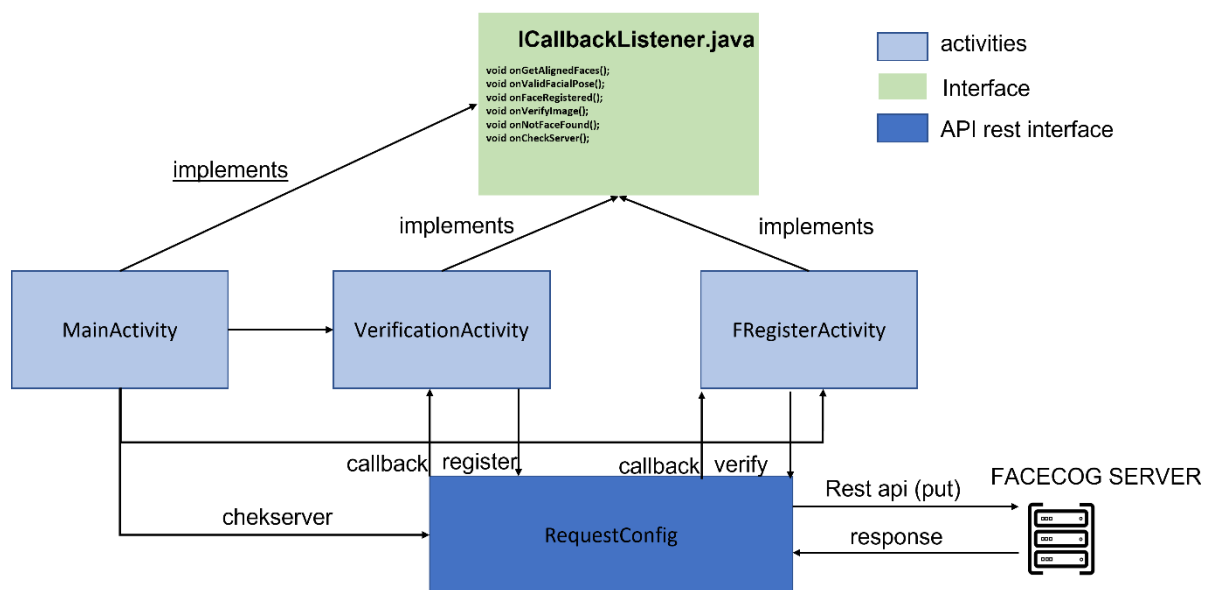 ICallbackListener.java
void onGetAlignedFaces();
void onValidFacialPose();
void onFaceRegistered();
void onVerifyImage();
void onNotFaceFound();
void onCheckServer();
activities
Interface
API rest interface
implements
implements
implements
MainActivity
VerificationActivity
FRegisterActivity
callback
register
callback
verify
chekserver
RequestConfig
Rest api (put)
response
FACECOG SERVER